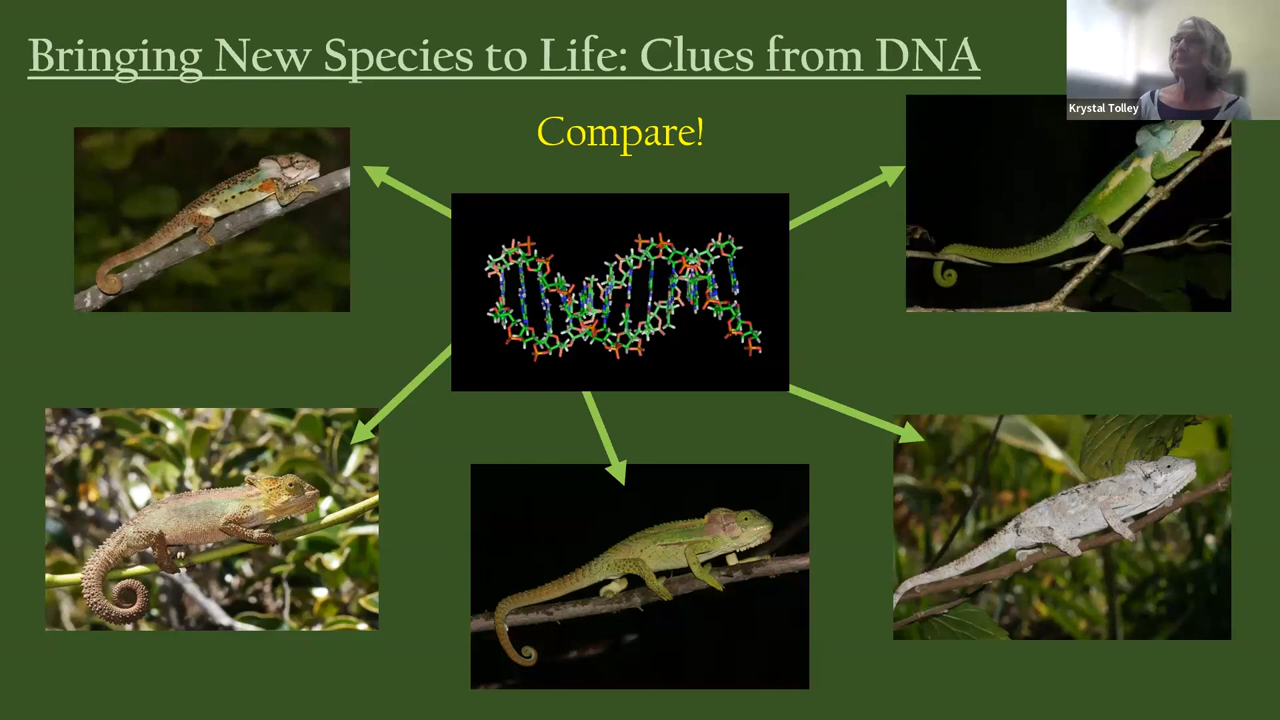 Bringing New Species to Life: Clues from DNA
Krystal Tolley
Compare!